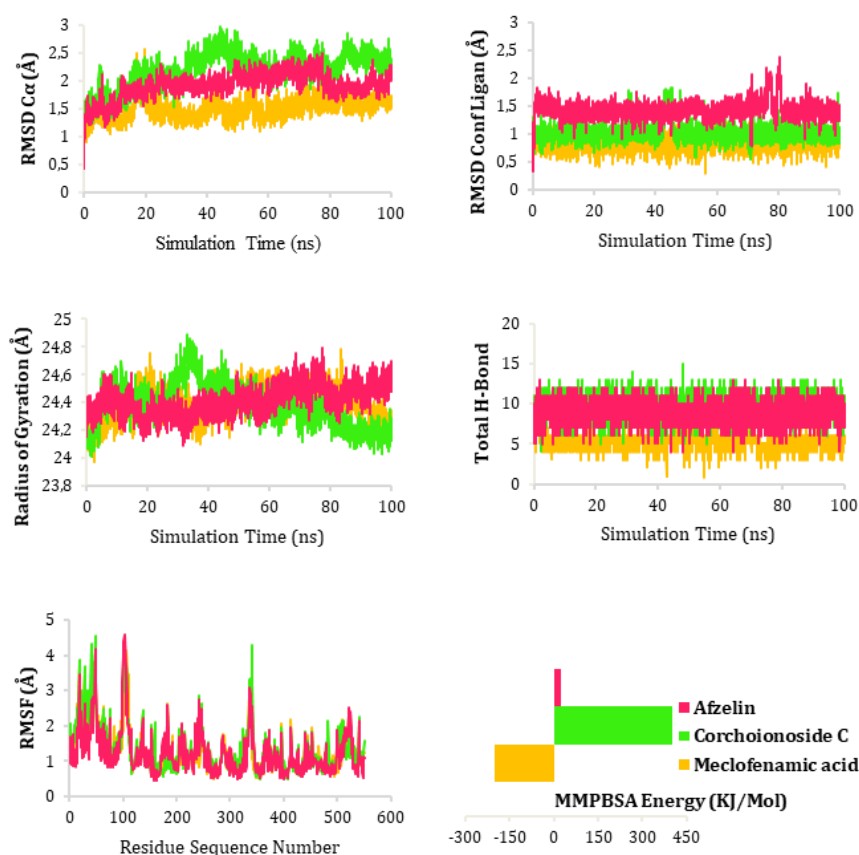 RMSD Cα (Å)
3
2,5
2
1,5
1
0,5
0
0 20 40 60 80 100
Simulation Time (ns)
RMSD Conf Ligan (Å)
3
2,5
2
1,5
1
0,5
0
0 20 40 60 80 100
Simulation Time (ns)
Radius of Gyration (Å)
25
24,8
24,6
24,4
24,2
24
23,8
0 20 40 60 80 100
Simulation Time (ns)
Total H-Bond
20
15
10
5
0
0 20 40 60 80 100
Simulation Time (ns)
RMSF (Å)
5
4
3
2
1
0
0 100 200 300 400 500 600
Residue Sequence Number
Afzelin
Corchoionoside C
Meclofenamic acid
MMPBSA Energy (KJ/Mol)
-300 -150 0 150 300 450